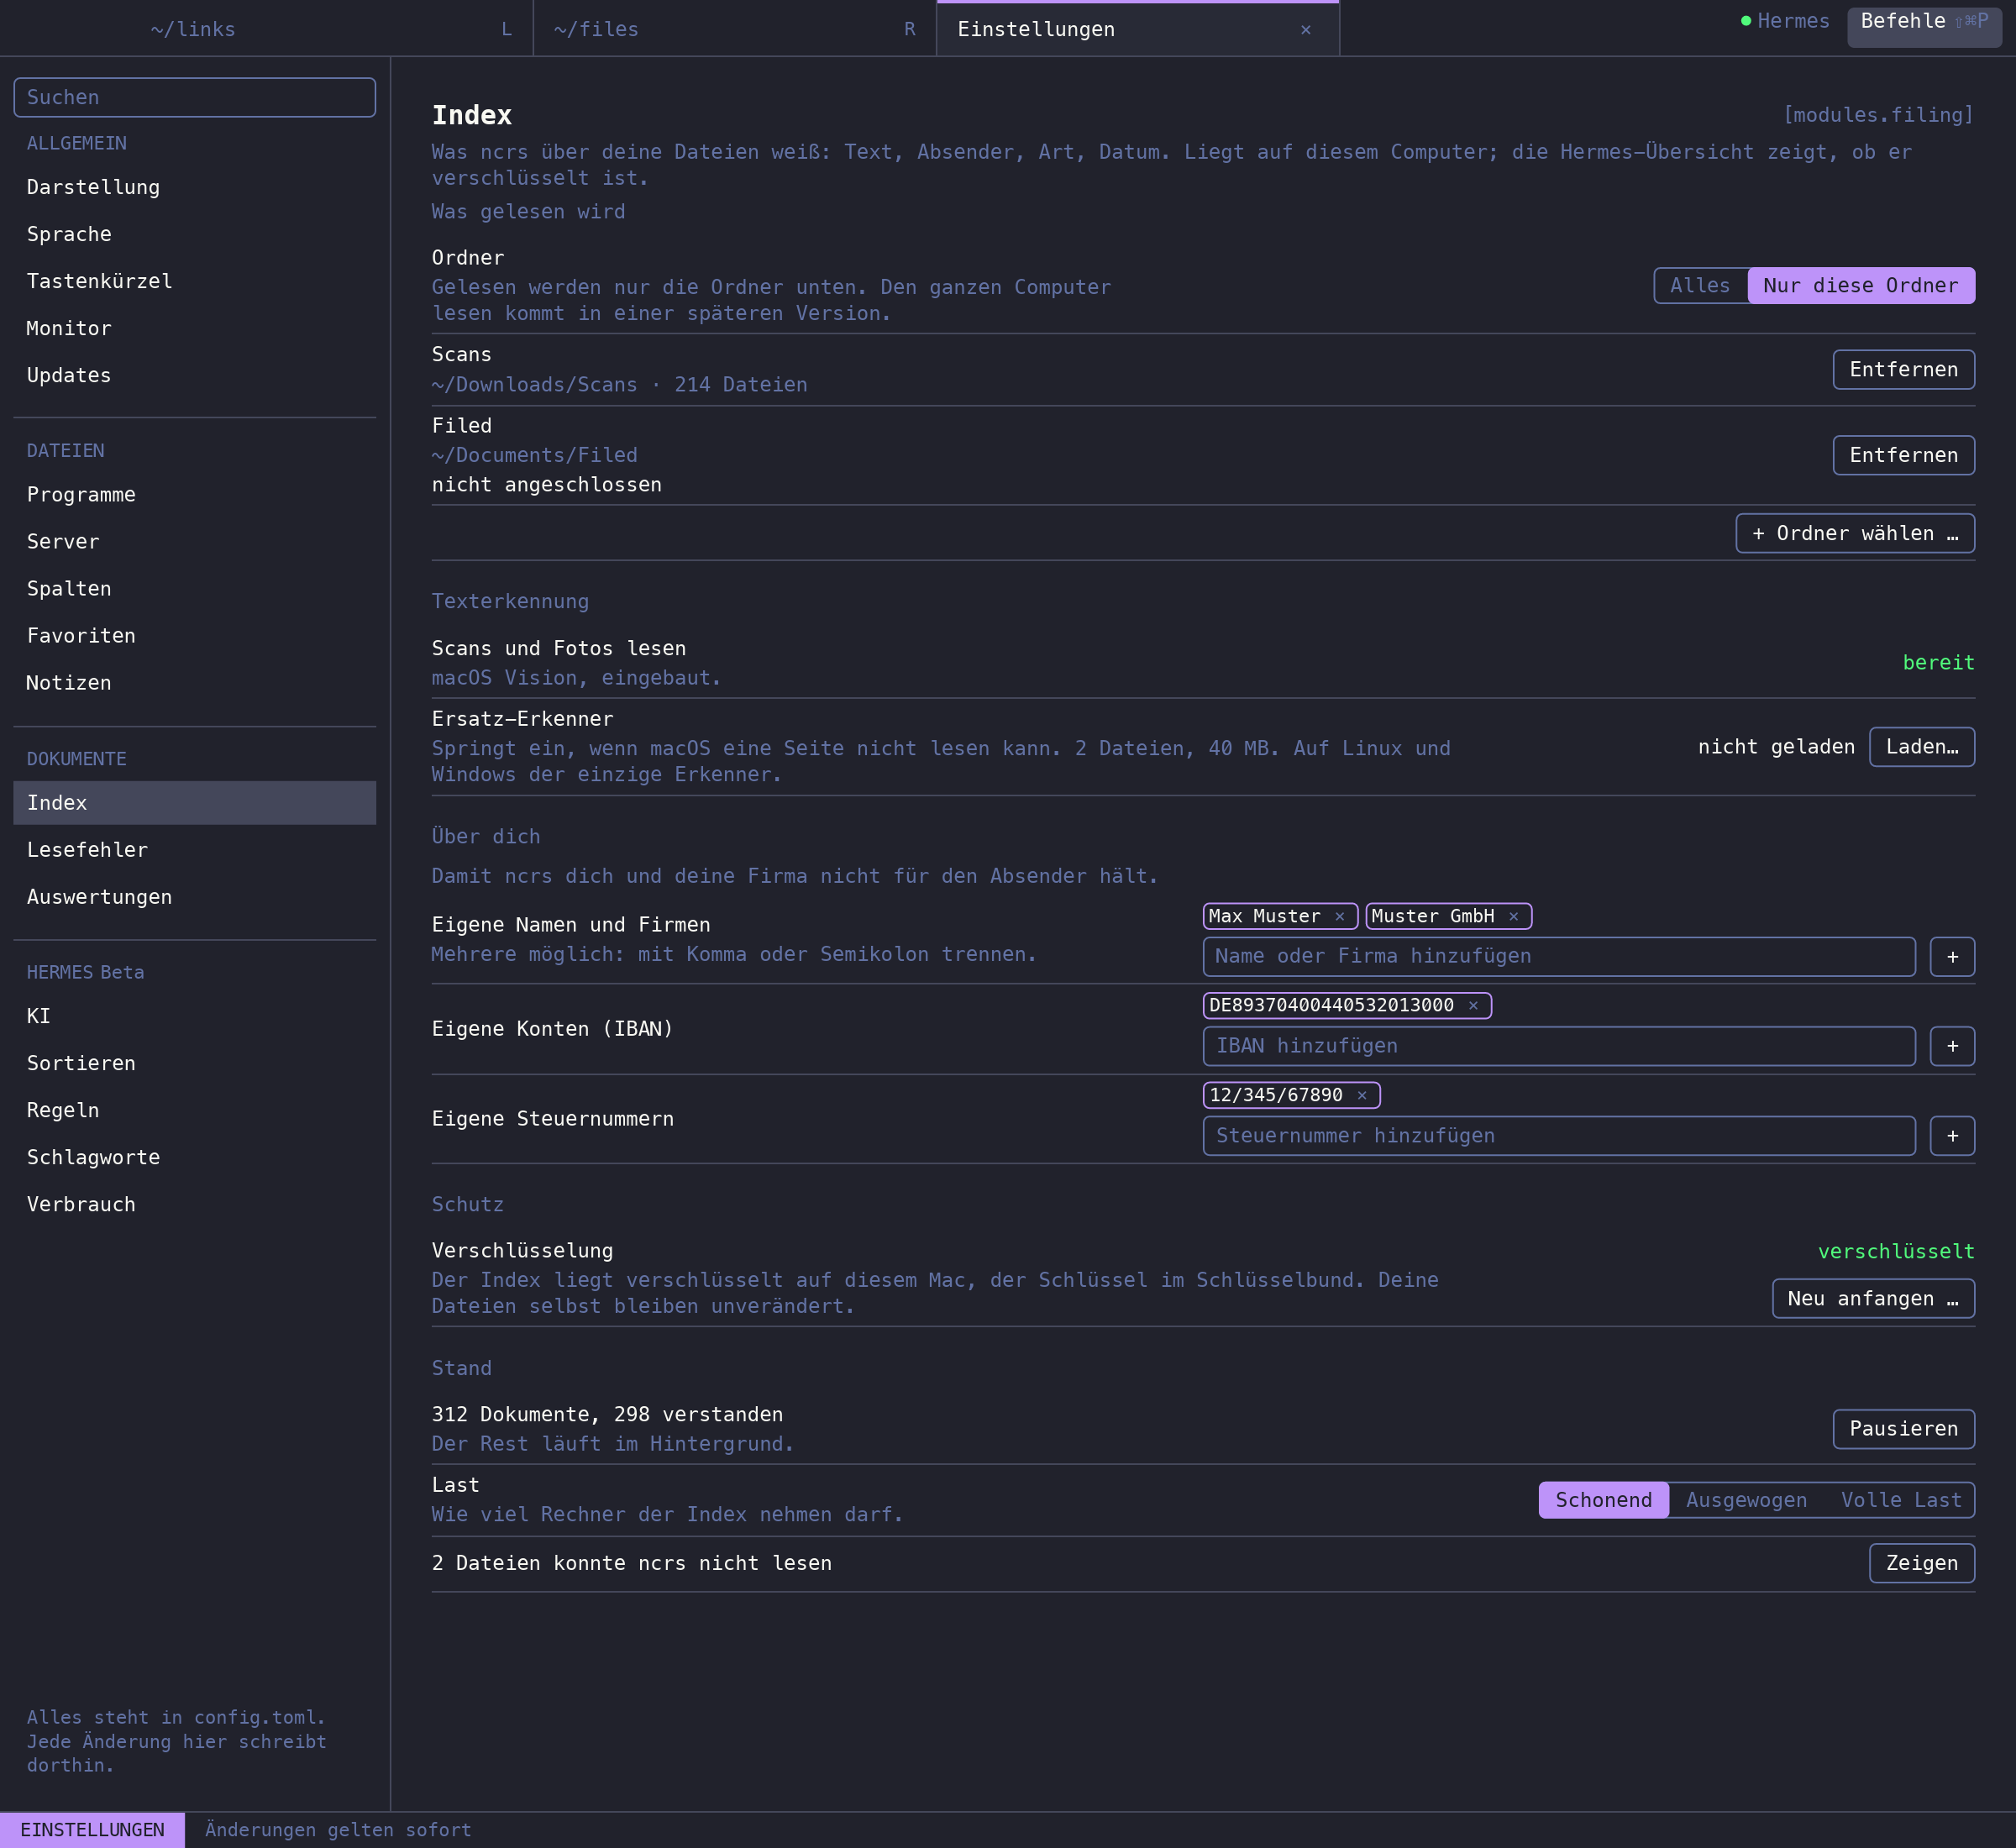 ~/links L ~/files R Einstellungen × Hermes Befehle ⇧⌘P
Suchen
ALLGEMEIN
Darstellung
Sprache
Tastenkürzel
Monitor
Updates
DATEIEN
Programme
Server
Spalten
Favoriten
Notizen
DOKUMENTE
Index
Lesefehler
Auswertungen
HERMES Beta
KI
Sortieren
Regeln
Schlagworte
Verbrauch
Alles steht in config.toml.
Jede Änderung hier schreibt
dorthin.
Index [modules.filing]
Was ncrs über deine Dateien weiß: Text, Absender, Art, Datum. Liegt auf diesem Computer; die Hermes-Übersicht zeigt, ob er
verschlüsselt ist.
Was gelesen wird
Ordner
Gelesen werden nur die Ordner unten. Den ganzen Computer
lesen kommt in einer späteren Version.
Alles Nur diese Ordner
Scans
~/Downloads/Scans · 214 Dateien
Entfernen
Filed
~/Documents/Filed
nicht angeschlossen
Entfernen
+ Ordner wählen …
Texterkennung
Scans und Fotos lesen
macOS Vision, eingebaut.
bereit
Ersatz-Erkenner
Springt ein, wenn macOS eine Seite nicht lesen kann. 2 Dateien, 40 MB. Auf Linux und
Windows der einzige Erkenner.
nicht geladen Laden…
Über dich
Damit ncrs dich und deine Firma nicht für den Absender hält.
Eigene Namen und Firmen
Mehrere möglich: mit Komma oder Semikolon trennen.
Max Muster × Muster GmbH ×
Name oder Firma hinzufügen +
Eigene Konten (IBAN)
DE89370400440532013000 ×
IBAN hinzufügen +
Eigene Steuernummern
12/345/67890 ×
Steuernummer hinzufügen +
Schutz
Verschlüsselung
Der Index liegt verschlüsselt auf diesem Mac, der Schlüssel im Schlüsselbund. Deine
Dateien selbst bleiben unverändert.
verschlüsselt
Neu anfangen …
Stand
312 Dokumente, 298 verstanden
Der Rest läuft im Hintergrund.
Pausieren
Last
Wie viel Rechner der Index nehmen darf.
Schonend Ausgewogen Volle Last
2 Dateien konnte ncrs nicht lesen
Zeigen
EINSTELLUNGEN Änderungen gelten sofort